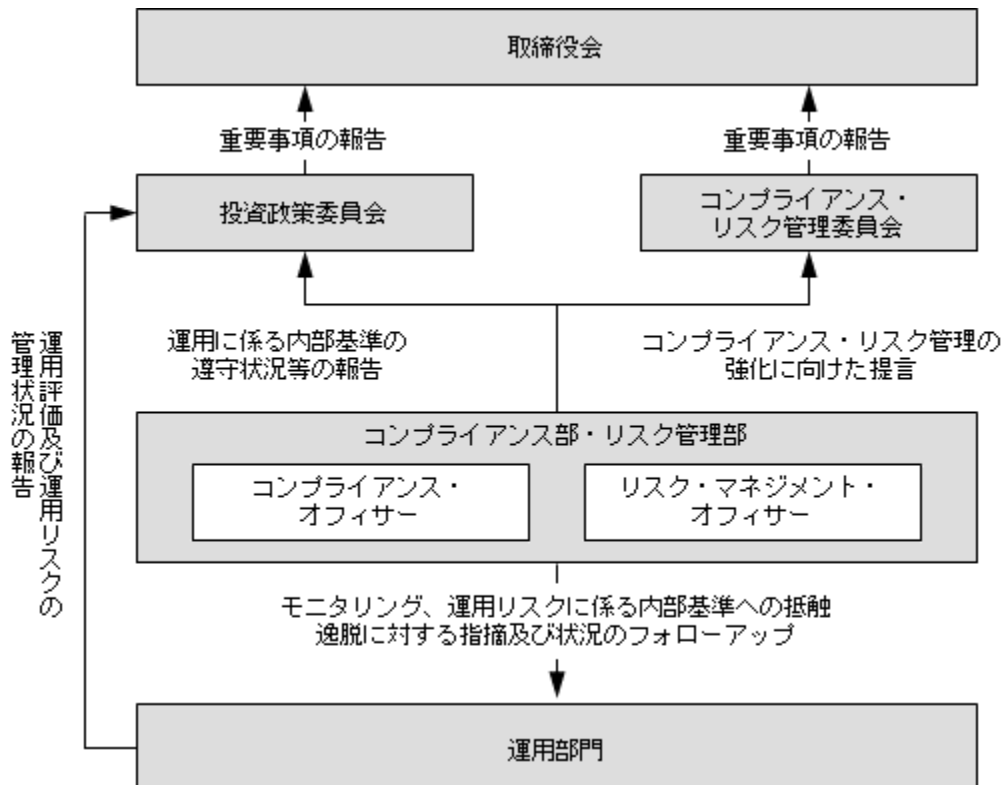 取締役会
重要事項の報告
重要事項の報告
投資政策委員会
コンプライアンス・
リスク管理委員会
運用に係る内部基準の
遵守状況等の報告
コンプライアンス・リスク管理の
強化に向けた提言
運用評価及び運用リスクの
管理状況の報告
コンプライアンス部・リスク管理部
コンプライアンス・
オフィサー
リスク・マネジメント・
オフィサー
モニタリング、運用リスクに係る内部基準への抵触
逸脱に対する指摘及び状況のフォローアップ
運用部門